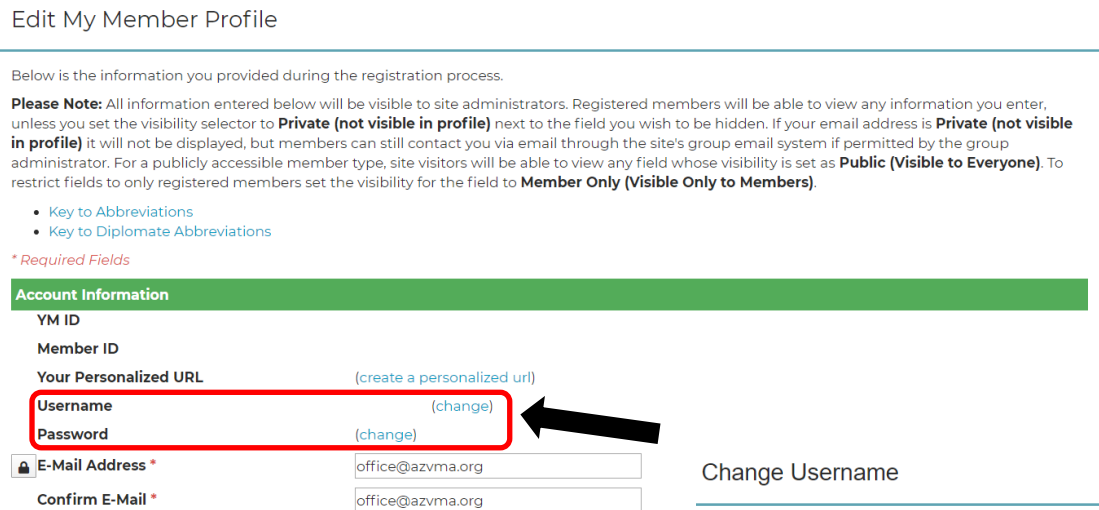 Edit My Member Profile
Below is the information you provided during the registration process.
Please Note: All information entered below will be visible to site administrators. Registered members will be able to view any information you enter,
unless you set the visibility selector to Private (not visible in profile) next to the field you wish to be hidden. If your email address is Private (not visible
in profile) it will not be displayed, but members can still contact you via email through the site's group email system if permitted by the group
administrator. For a publicly accessible member type, site visitors will be able to view any field whose visibility is set as Public (Visible to Everyone). To
restrict fields to only registered members set the visibility for the field to Member Only (Visible Only to Members).
• Key to Abbreviations
• Key to Diplomate Abbreviations
* Required Fields
Account Information
YM ID
Member ID
Your Personalized URL (create a personalized url)
Username (change)
Password (change)
E-Mail Address * office@azvma.org
Confirm E-Mail * office@azvma.org
Change Username